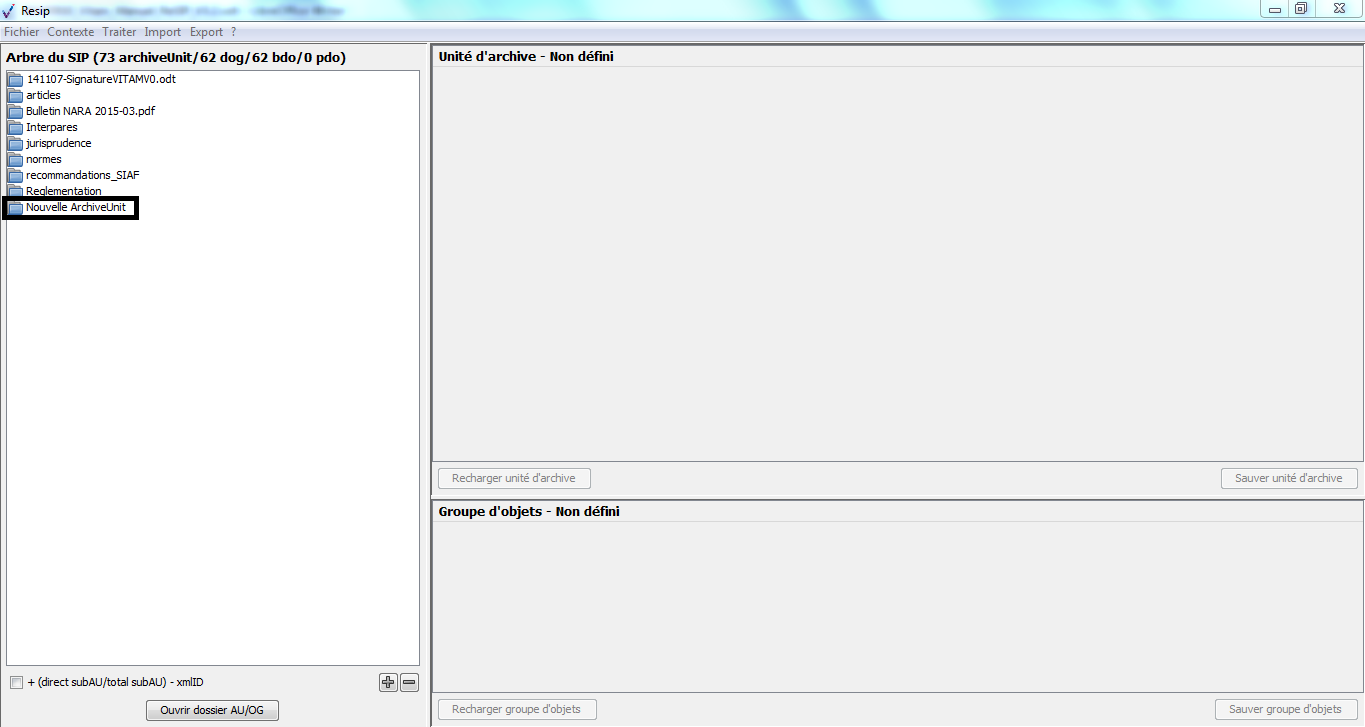 Resip
Fichier Contexte Traiter Import Export ?
Arbre du SIP (73 archiveUnit/62 dog/62 bdo/0 pdo)
141107-SignatureVITAMV0.odt
articles
Bulletin NARA 2015-03.pdf
Interpares
jurisprudence
normes
recommandations_SIAF
Reglementation
Nouvelle ArchiveUnit
+ (direct subAU/total subAU) - xmlID
Ouvrir dossier AU/OG
Unité d'archive - Non défini
Recharger unité d'archive
Sauver unité d'archive
Groupe d'objets - Non défini
Recharger groupe d'objets
Sauver groupe d'objets